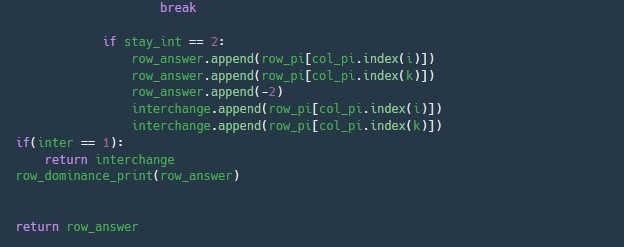 break
if stay_int == 2:
row_answer.append(row_pi[col_pi.index(i)])
row_answer.append(row_pi[col_pi.index(k)])
row_answer.append(-2)
interchange.append(row_pi[col_pi.index(i)])
interchange.append(row_pi[col_pi.index(k)])
if(inter == 1):
return interchange
row_dominance_print(row_answer)
return row_answer